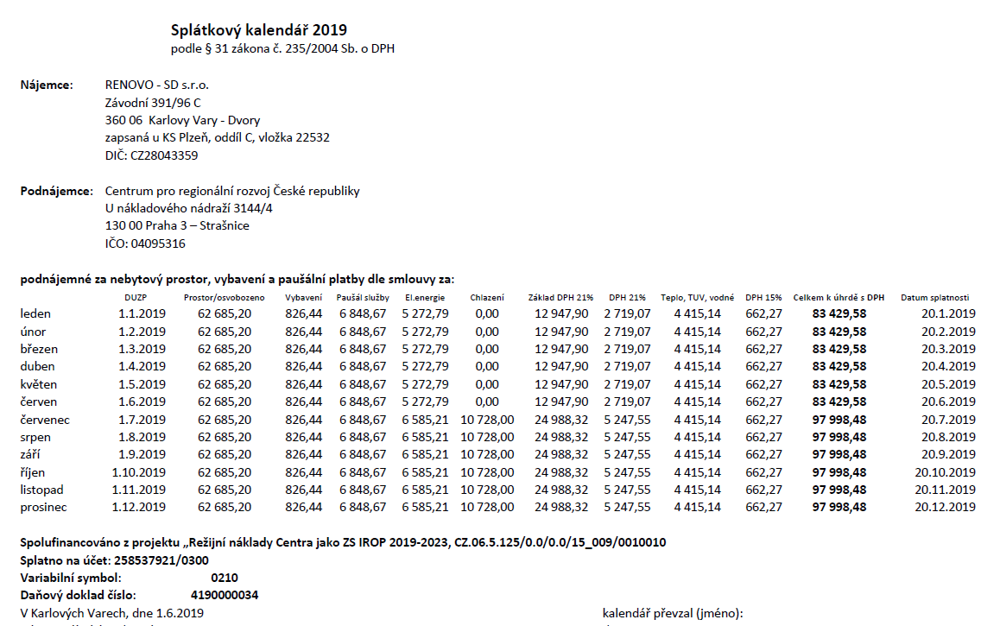 Splátkový kalendář 2019
podle § 31 zákona č. 235/2004 Sb. o DPH
Nájemce: RENOVO - SD s.r.o.
Závodní 391/96 C
360 06 Karlovy Vary - Dvory
zapsaná u KS Plzeň, oddíl C, vložka 22532
DIČ: CZ28043359
Podnájemce: Centrum pro regionální rozvoj České republiky
U nákladového nádraží 3144/4
130 00 Praha 3 – Strašnice
IČO: 04095316
podnájemné za nebytový prostor, vybavení a paušální platby dle smlouvy za:
DUZP Prostor/osvobozeno Vybavení Paušál služby El.energie Chlazení Základ DPH 21% DPH 21% Teplo, TUV, vodné DPH 15% Celkem k úhrdě s DPH Datum splatnosti
leden 1.1.2019 62 685,20 826,44 6 848,67 5 272,79 0,00 12 947,90 2 719,07 4 415,14 662,27 83 429,58 20.1.2019
únor 1.2.2019 62 685,20 826,44 6 848,67 5 272,79 0,00 12 947,90 2 719,07 4 415,14 662,27 83 429,58 20.2.2019
březen 1.3.2019 62 685,20 826,44 6 848,67 5 272,79 0,00 12 947,90 2 719,07 4 415,14 662,27 83 429,58 20.3.2019
duben 1.4.2019 62 685,20 826,44 6 848,67 5 272,79 0,00 12 947,90 2 719,07 4 415,14 662,27 83 429,58 20.4.2019
květen 1.5.2019 62 685,20 826,44 6 848,67 5 272,79 0,00 12 947,90 2 719,07 4 415,14 662,27 83 429,58 20.5.2019
červen 1.6.2019 62 685,20 826,44 6 848,67 5 272,79 0,00 12 947,90 2 719,07 4 415,14 662,27 83 429,58 20.6.2019
červenec 1.7.2019 62 685,20 826,44 6 848,67 6 585,21 10 728,00 24 988,32 5 247,55 4 415,14 662,27 97 998,48 20.7.2019
srpen 1.8.2019 62 685,20 826,44 6 848,67 6 585,21 10 728,00 24 988,32 5 247,55 4 415,14 662,27 97 998,48 20.8.2019
září 1.9.2019 62 685,20 826,44 6 848,67 6 585,21 10 728,00 24 988,32 5 247,55 4 415,14 662,27 97 998,48 20.9.2019
říjen 1.10.2019 62 685,20 826,44 6 848,67 6 585,21 10 728,00 24 988,32 5 247,55 4 415,14 662,27 97 998,48 20.10.2019
listopad 1.11.2019 62 685,20 826,44 6 848,67 6 585,21 10 728,00 24 988,32 5 247,55 4 415,14 662,27 97 998,48 20.11.2019
prosinec 1.12.2019 62 685,20 826,44 6 848,67 6 585,21 10 728,00 24 988,32 5 247,55 4 415,14 662,27 97 998,48 20.12.2019
Spolufinancováno z projektu „Režijní náklady Centra jako ZS IROP 2019-2023, CZ.06.5.125/0.0/0.0/15_009/0010010
Splatno na účet: 258537921/0300
Variabilní symbol: 0210
Daňový doklad číslo: 4190000034
V Karlových Varech, dne 1.6.2019 kalendář převzal (jméno):